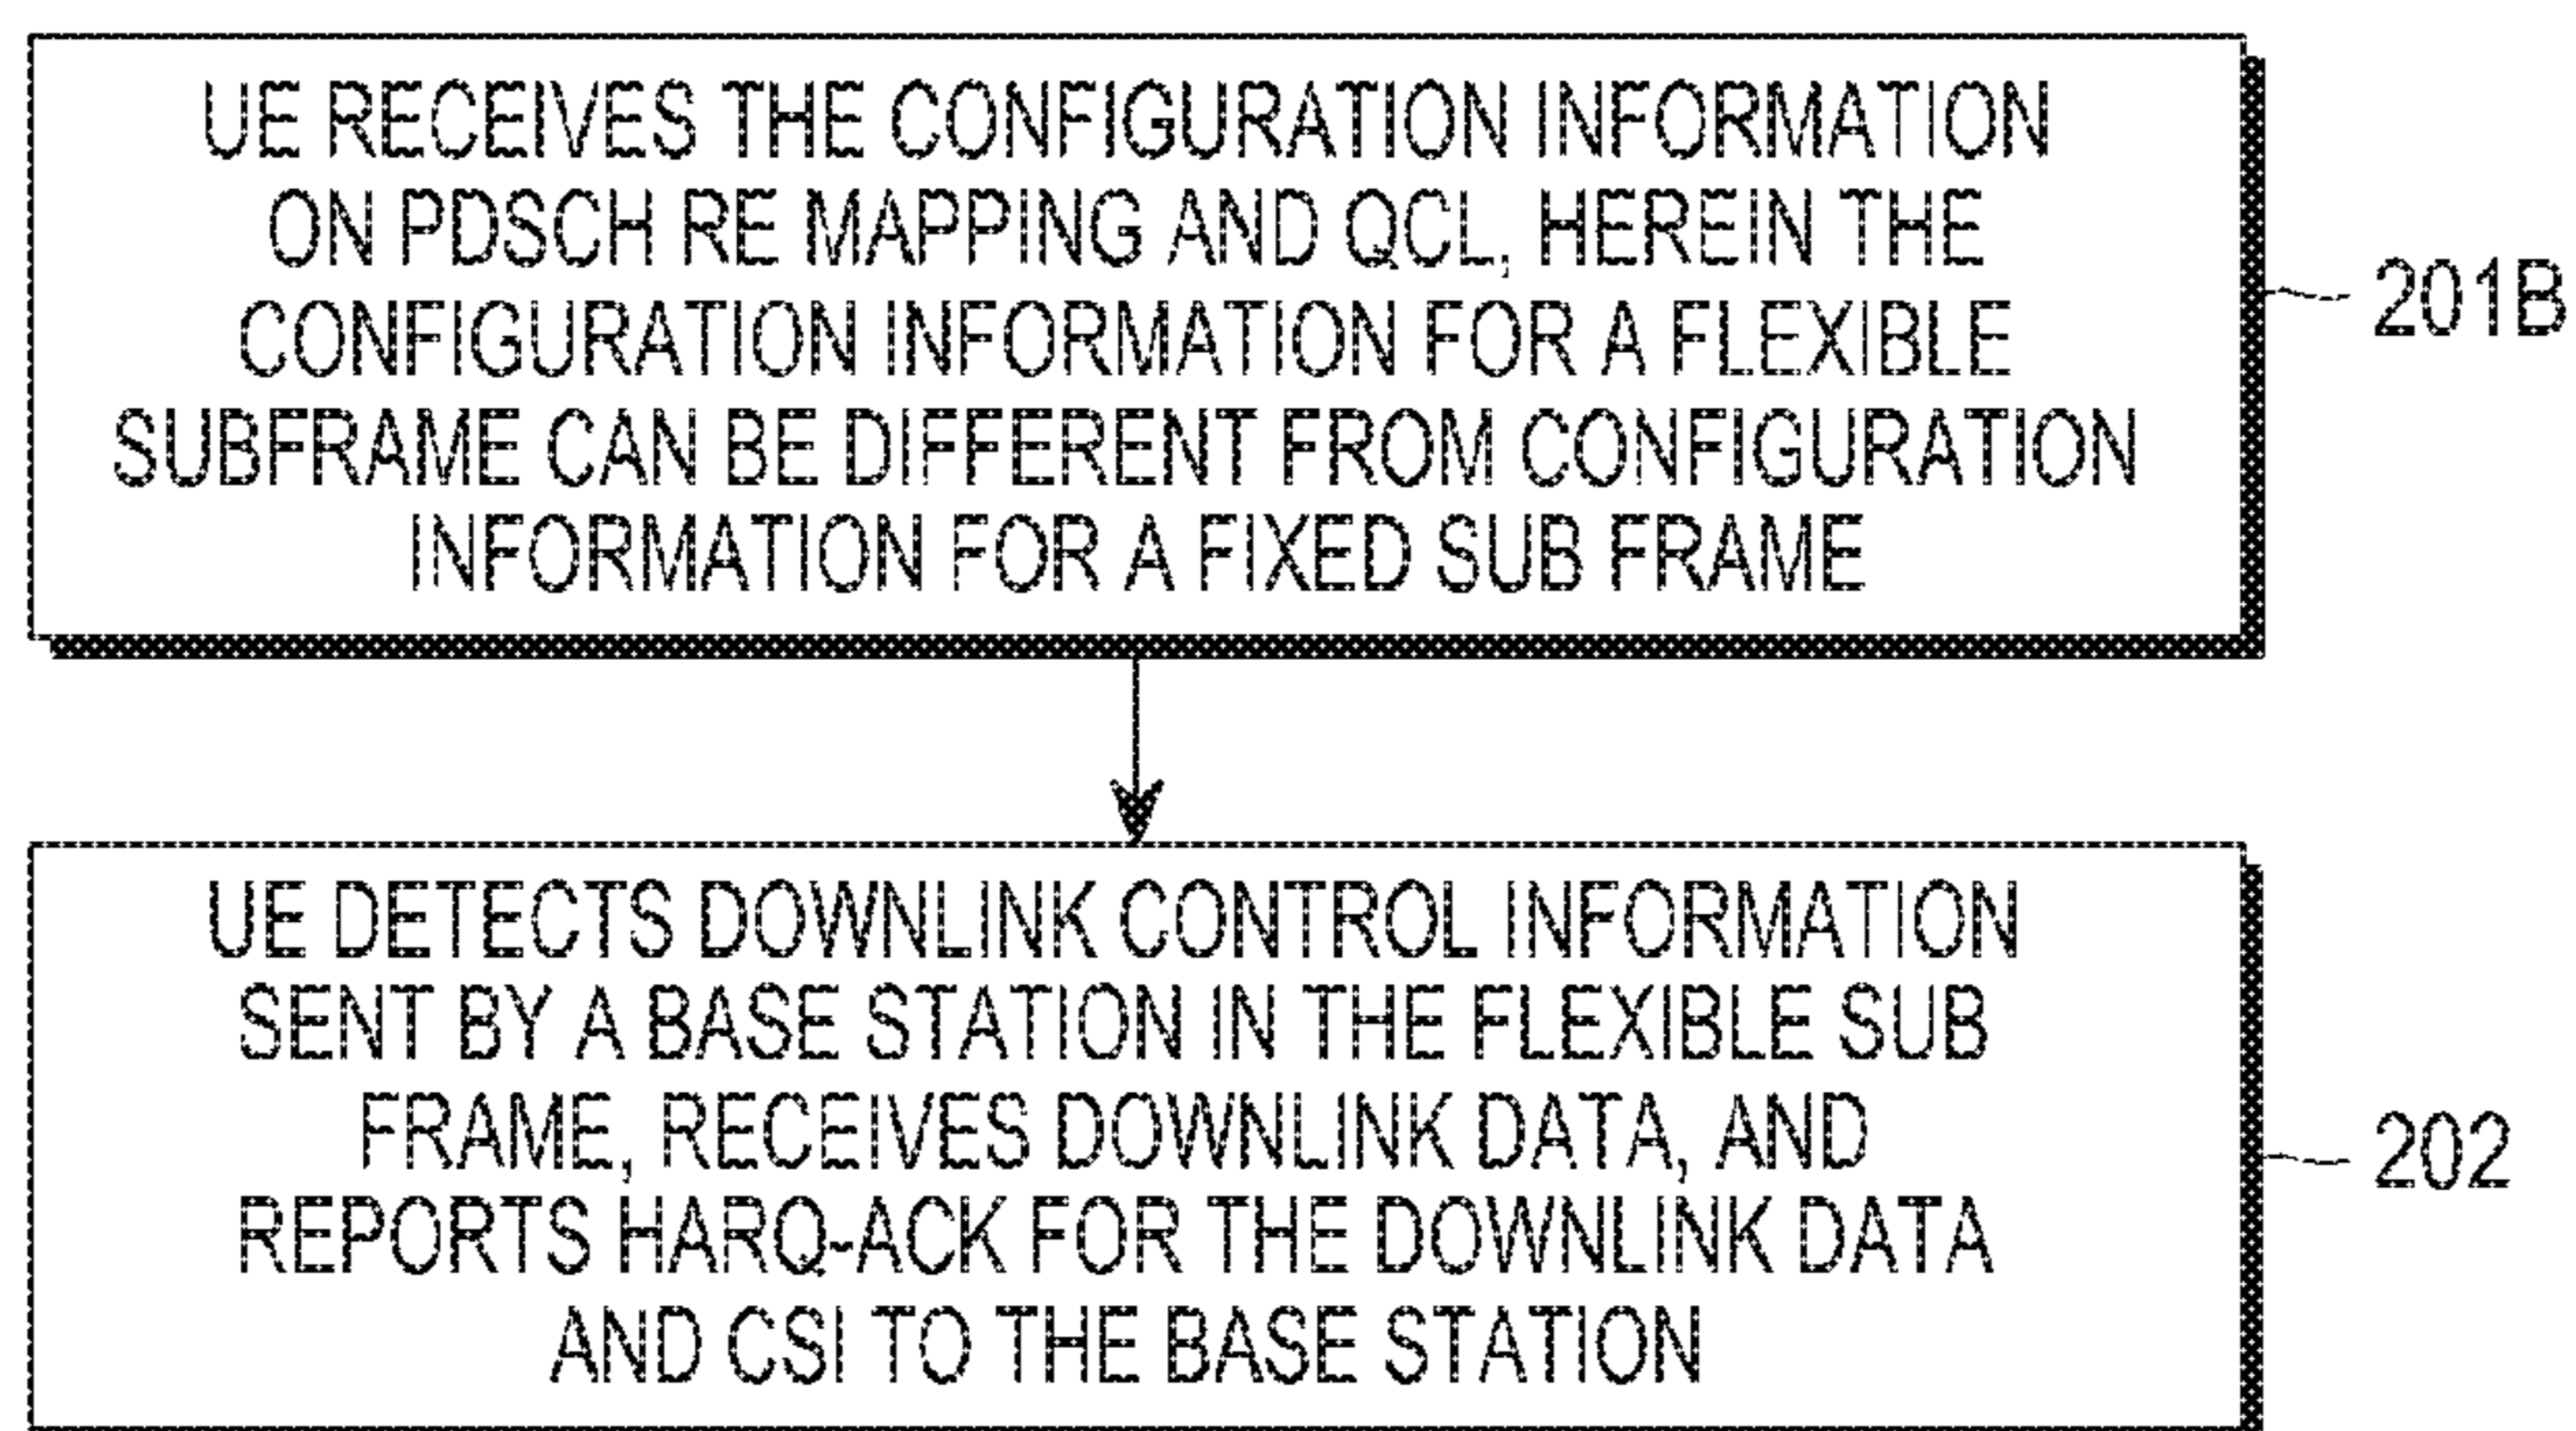 UE RECEIVES THE CONFIGURATION INFORMATION
ON PDSCH RE MAPPING AND QCL, HEREIN THE
CONFIGURATION INFORMATION FOR A FLEXIBLE
SUBFRAME CAN BE DIFFERENT FROM CONFIGURATION
INFORMATION FOR A FIXED SUB FRAME
201B
UE DETECTS DOWNLINK CONTROL INFORMATION
SENT BY A BASE STATION IN THE FLEXIBLE SUB
FRAME, RECEIVES DOWNLINK DATA, AND
REPORTS HARQ-ACK FOR THE DOWNLINK DATA
AND CSI TO THE BASE STATION
202